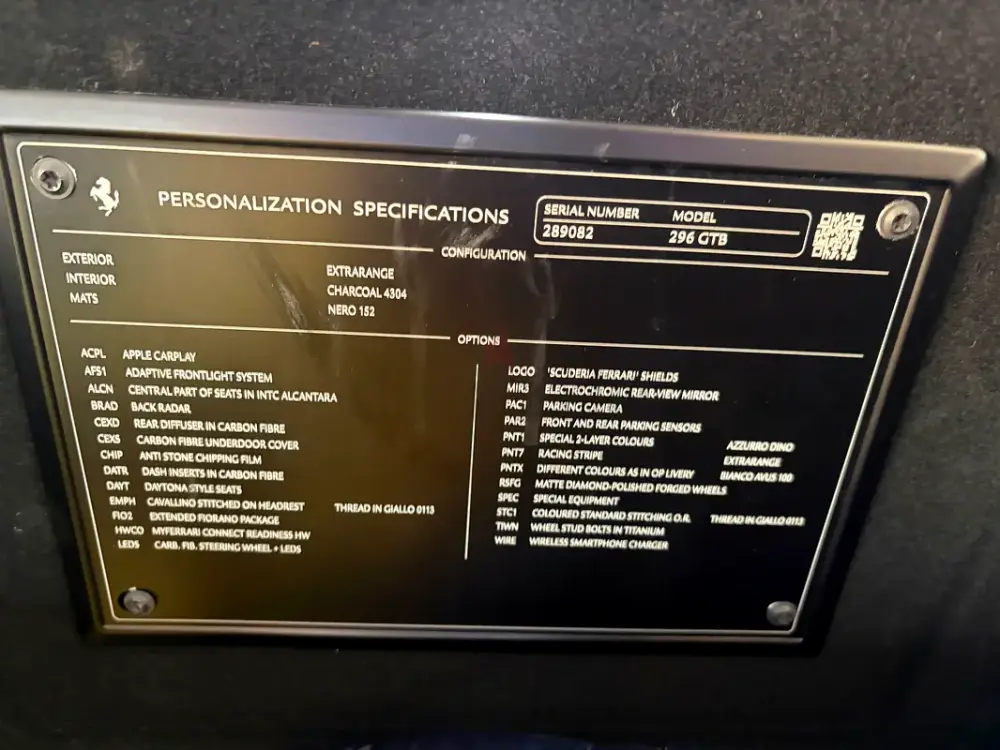 PERSONALIZATION SPECIFICATIONS
SERIAL NUMBER MODEL
289082 296 GTB
CONFIGURATION
EXTERIOR EXTRARANGE
INTERIOR CHARCOAL 4304
MATS NERO 152
OPTIONS
ACPL APPLE CARPLAY
AFS1 ADAPTIVE FRONTLIGHT SYSTEM
ALCN CENTRAL PART OF SEATS IN INTC ALCANTARA
BRAD BACK RADAR
CEXD REAR DIFFUSER IN CARBON FIBRE
CEXS CARBON FIBRE UNDERDOOR COVER
CHIP ANTI STONE CHIPPING FILM
DATR DASH INSERTS IN CARBON FIBRE
DAYT DAYTONA STYLE SEATS
EMPH CAVALLINO STITCHED ON HEADREST THREAD IN GIALLO 0113
FIO2 EXTENDED FIORANO PACKAGE
HWCO MYFERRARI CONNECT READINESS HW
LEDS CARB. FIB. STEERING WHEEL + LEDS
LOGO 'SCUDERIA FERRARI' SHIELDS
MIR3 ELECTROCHROMIC REAR-VIEW MIRROR
PAC1 PARKING CAMERA
PAR2 FRONT AND REAR PARKING SENSORS
PNT1 SPECIAL 2-LAYER COLOURS AZZURRO DINO
PNT7 RACING STRIPE EXTRARANGE
PNTX DIFFERENT COLOURS AS IN OP LIVERY BIANCO AVUS 100
RSFG MATTE DIAMOND-POLISHED FORGED WHEELS
SPEC SPECIAL EQUIPMENT
STC1 COLOURED STANDARD STITCHING O.R. THREAD IN GIALLO 0113
TIWN WHEEL STUD BOLTS IN TITANIUM
WIRE WIRELESS SMARTPHONE CHARGER